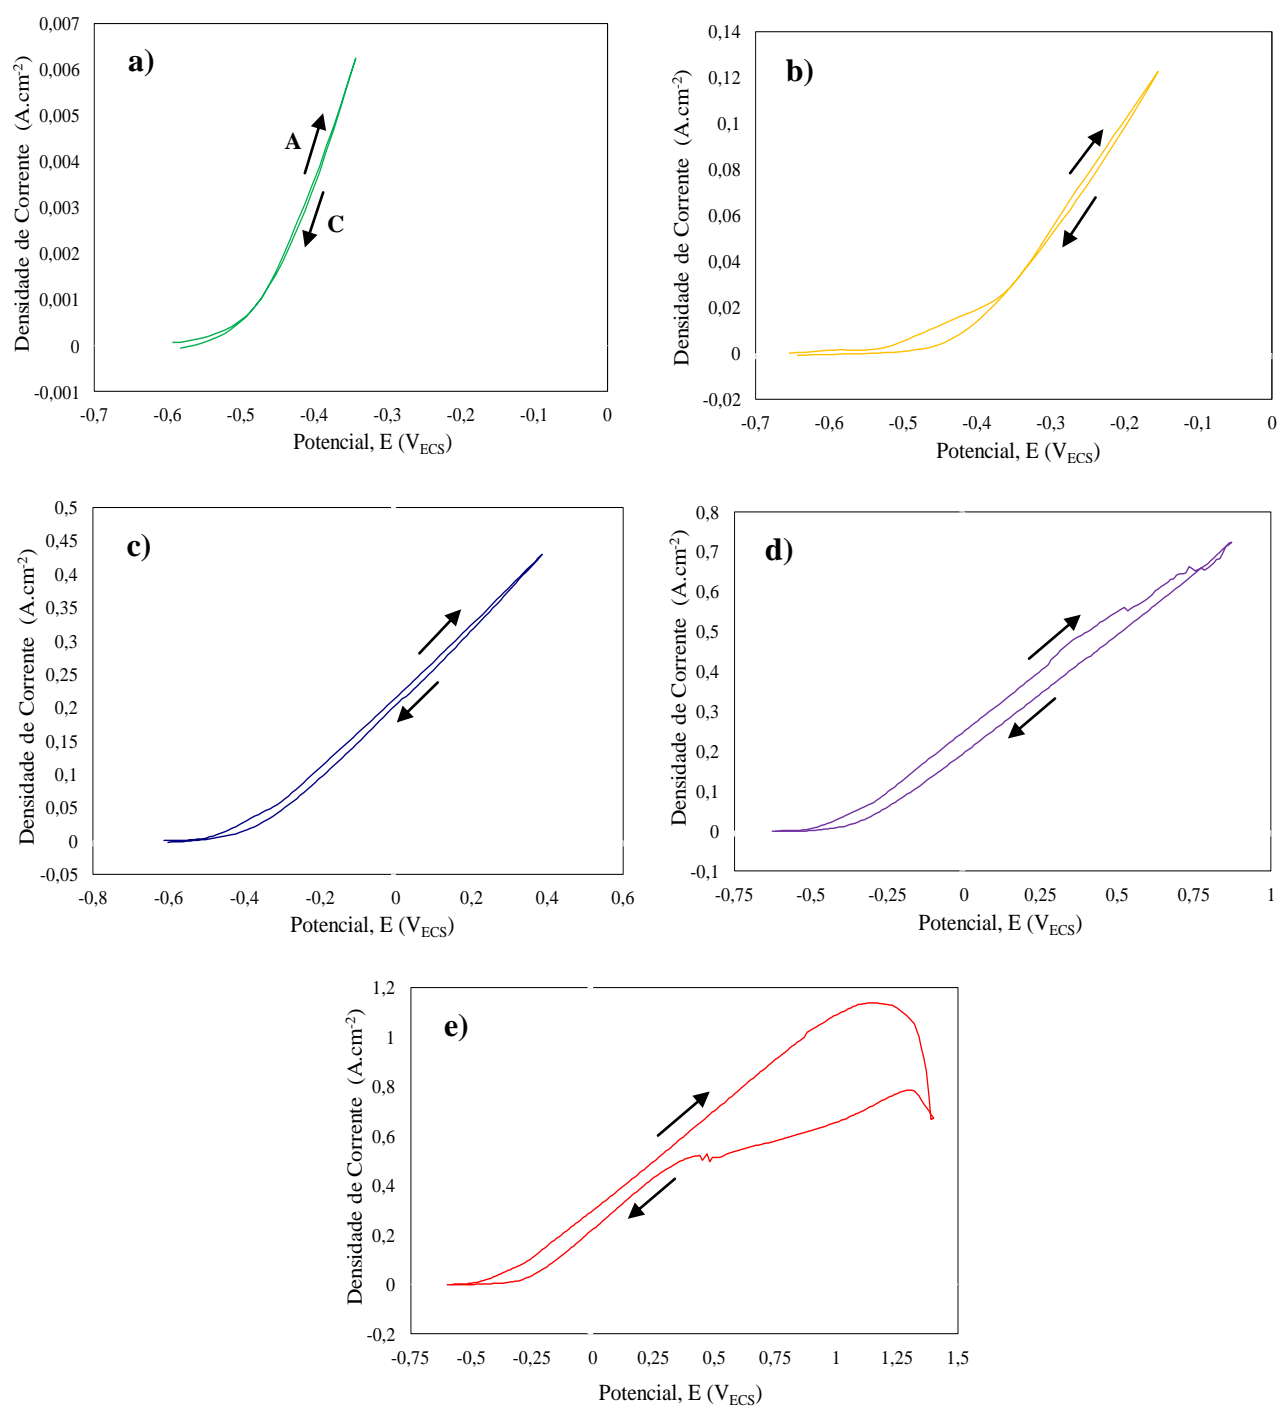 a)
Densidade de Corrente (A.cm-2)
0,007
0,006
0,005
0,004
0,003
0,002
0,001
0
-0,001
A
C
-0,7 -0,6 -0,5 -0,4 -0,3 -0,2 -0,1 0
Potencial, E (VECS)
b)
Densidade de Corrente (A.cm-2)
0,14
0,12
0,1
0,08
0,06
0,04
0,02
0
-0,02
-0,7 -0,6 -0,5 -0,4 -0,3 -0,2 -0,1 0
Potencial, E (VECS)
c)
Densidade de Corrente (A.cm-2)
0,5
0,45
0,4
0,35
0,3
0,25
0,2
0,15
0,1
0,05
0
-0,05
-0,8 -0,6 -0,4 -0,2 0 0,2 0,4 0,6
Potencial, E (VECS)
d)
Densidade de Corrente (A.cm-2)
0,8
0,7
0,6
0,5
0,4
0,3
0,2
0,1
0
-0,1
-0,75 -0,5 -0,25 0 0,25 0,5 0,75 1
Potencial, E (VECS)
e)
Densidade de Corrente (A.cm-2)
1,2
1
0,8
0,6
0,4
0,2
0
-0,2
-0,75 -0,5 -0,25 0 0,25 0,5 0,75 1 1,25 1,5
Potencial, E (VECS)